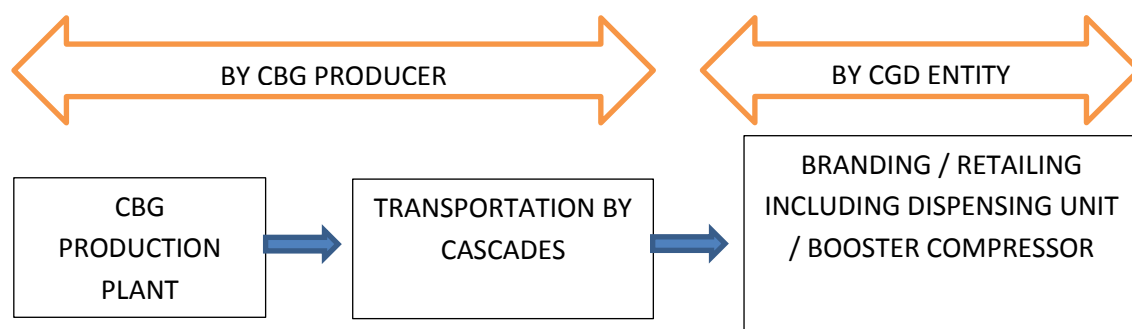 BY CBG PRODUCER
BY CGD ENTITY
CBG
PRODUCTION
PLANT
TRANSPORTATION BY
CASCADES
BRANDING / RETAILING
INCLUDING DISPENSING UNIT
/ BOOSTER COMPRESSOR